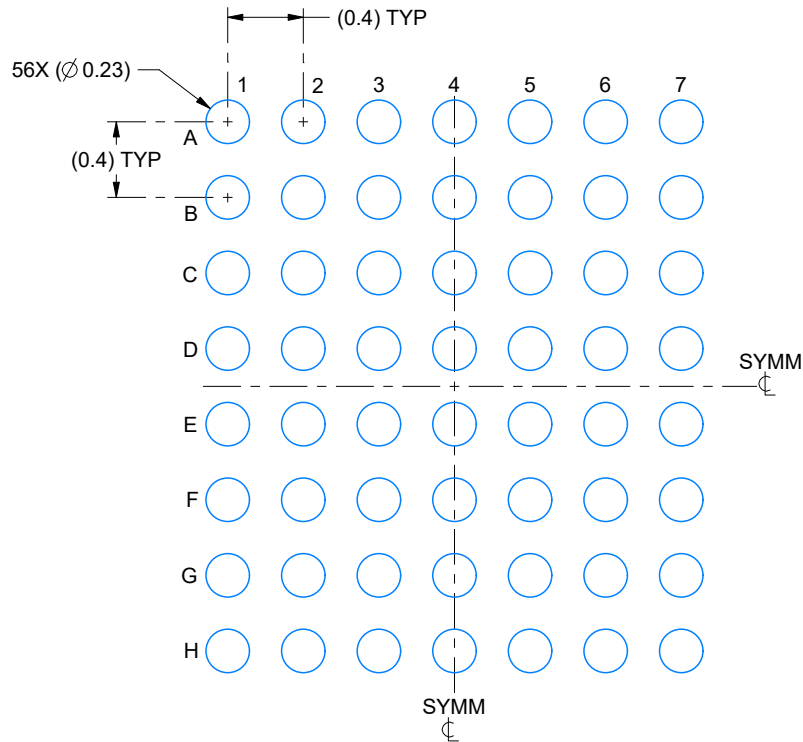 (0.4) TYP
56X (∅ 0.23)
1 2 3 4 5 6 7
A
(0.4) TYP
B
C
D
SYMM
℄
E
F
G
H
SYMM
℄